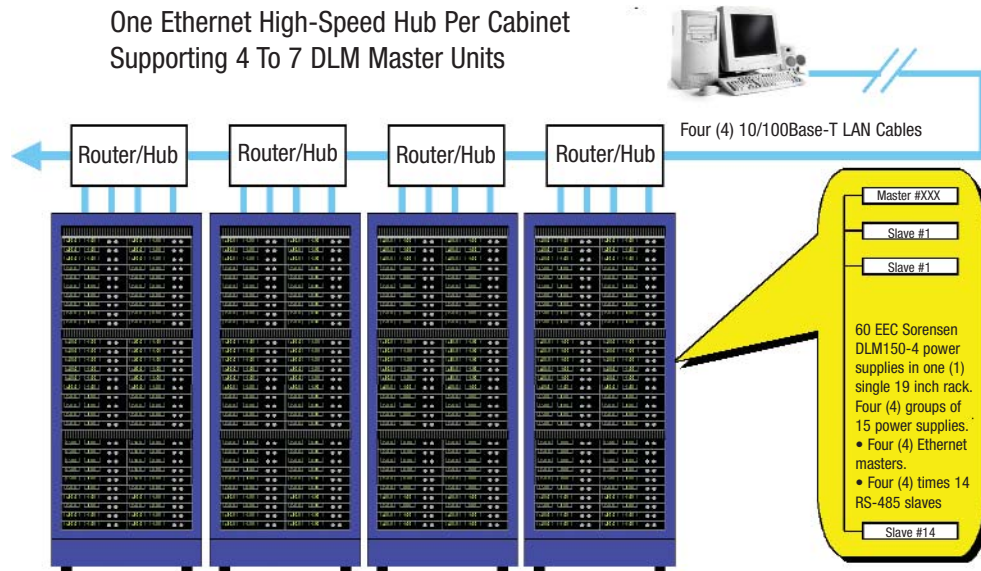 One Ethernet High-Speed Hub Per Cabinet
Supporting 4 To 7 DLM Master Units
Four (4) 10/100Base-T LAN Cables
Router/Hub
Router/Hub
Router/Hub
Router/Hub
Master #XXX
Slave #1
Slave #1
60 EEC Sorensen
DLM150-4 power
supplies in one (1)
single 19 inch rack.
Four (4) groups of
15 power supplies.
• Four (4) Ethernet
masters.
• Four (4) times 14
RS-485 slaves
Slave #14